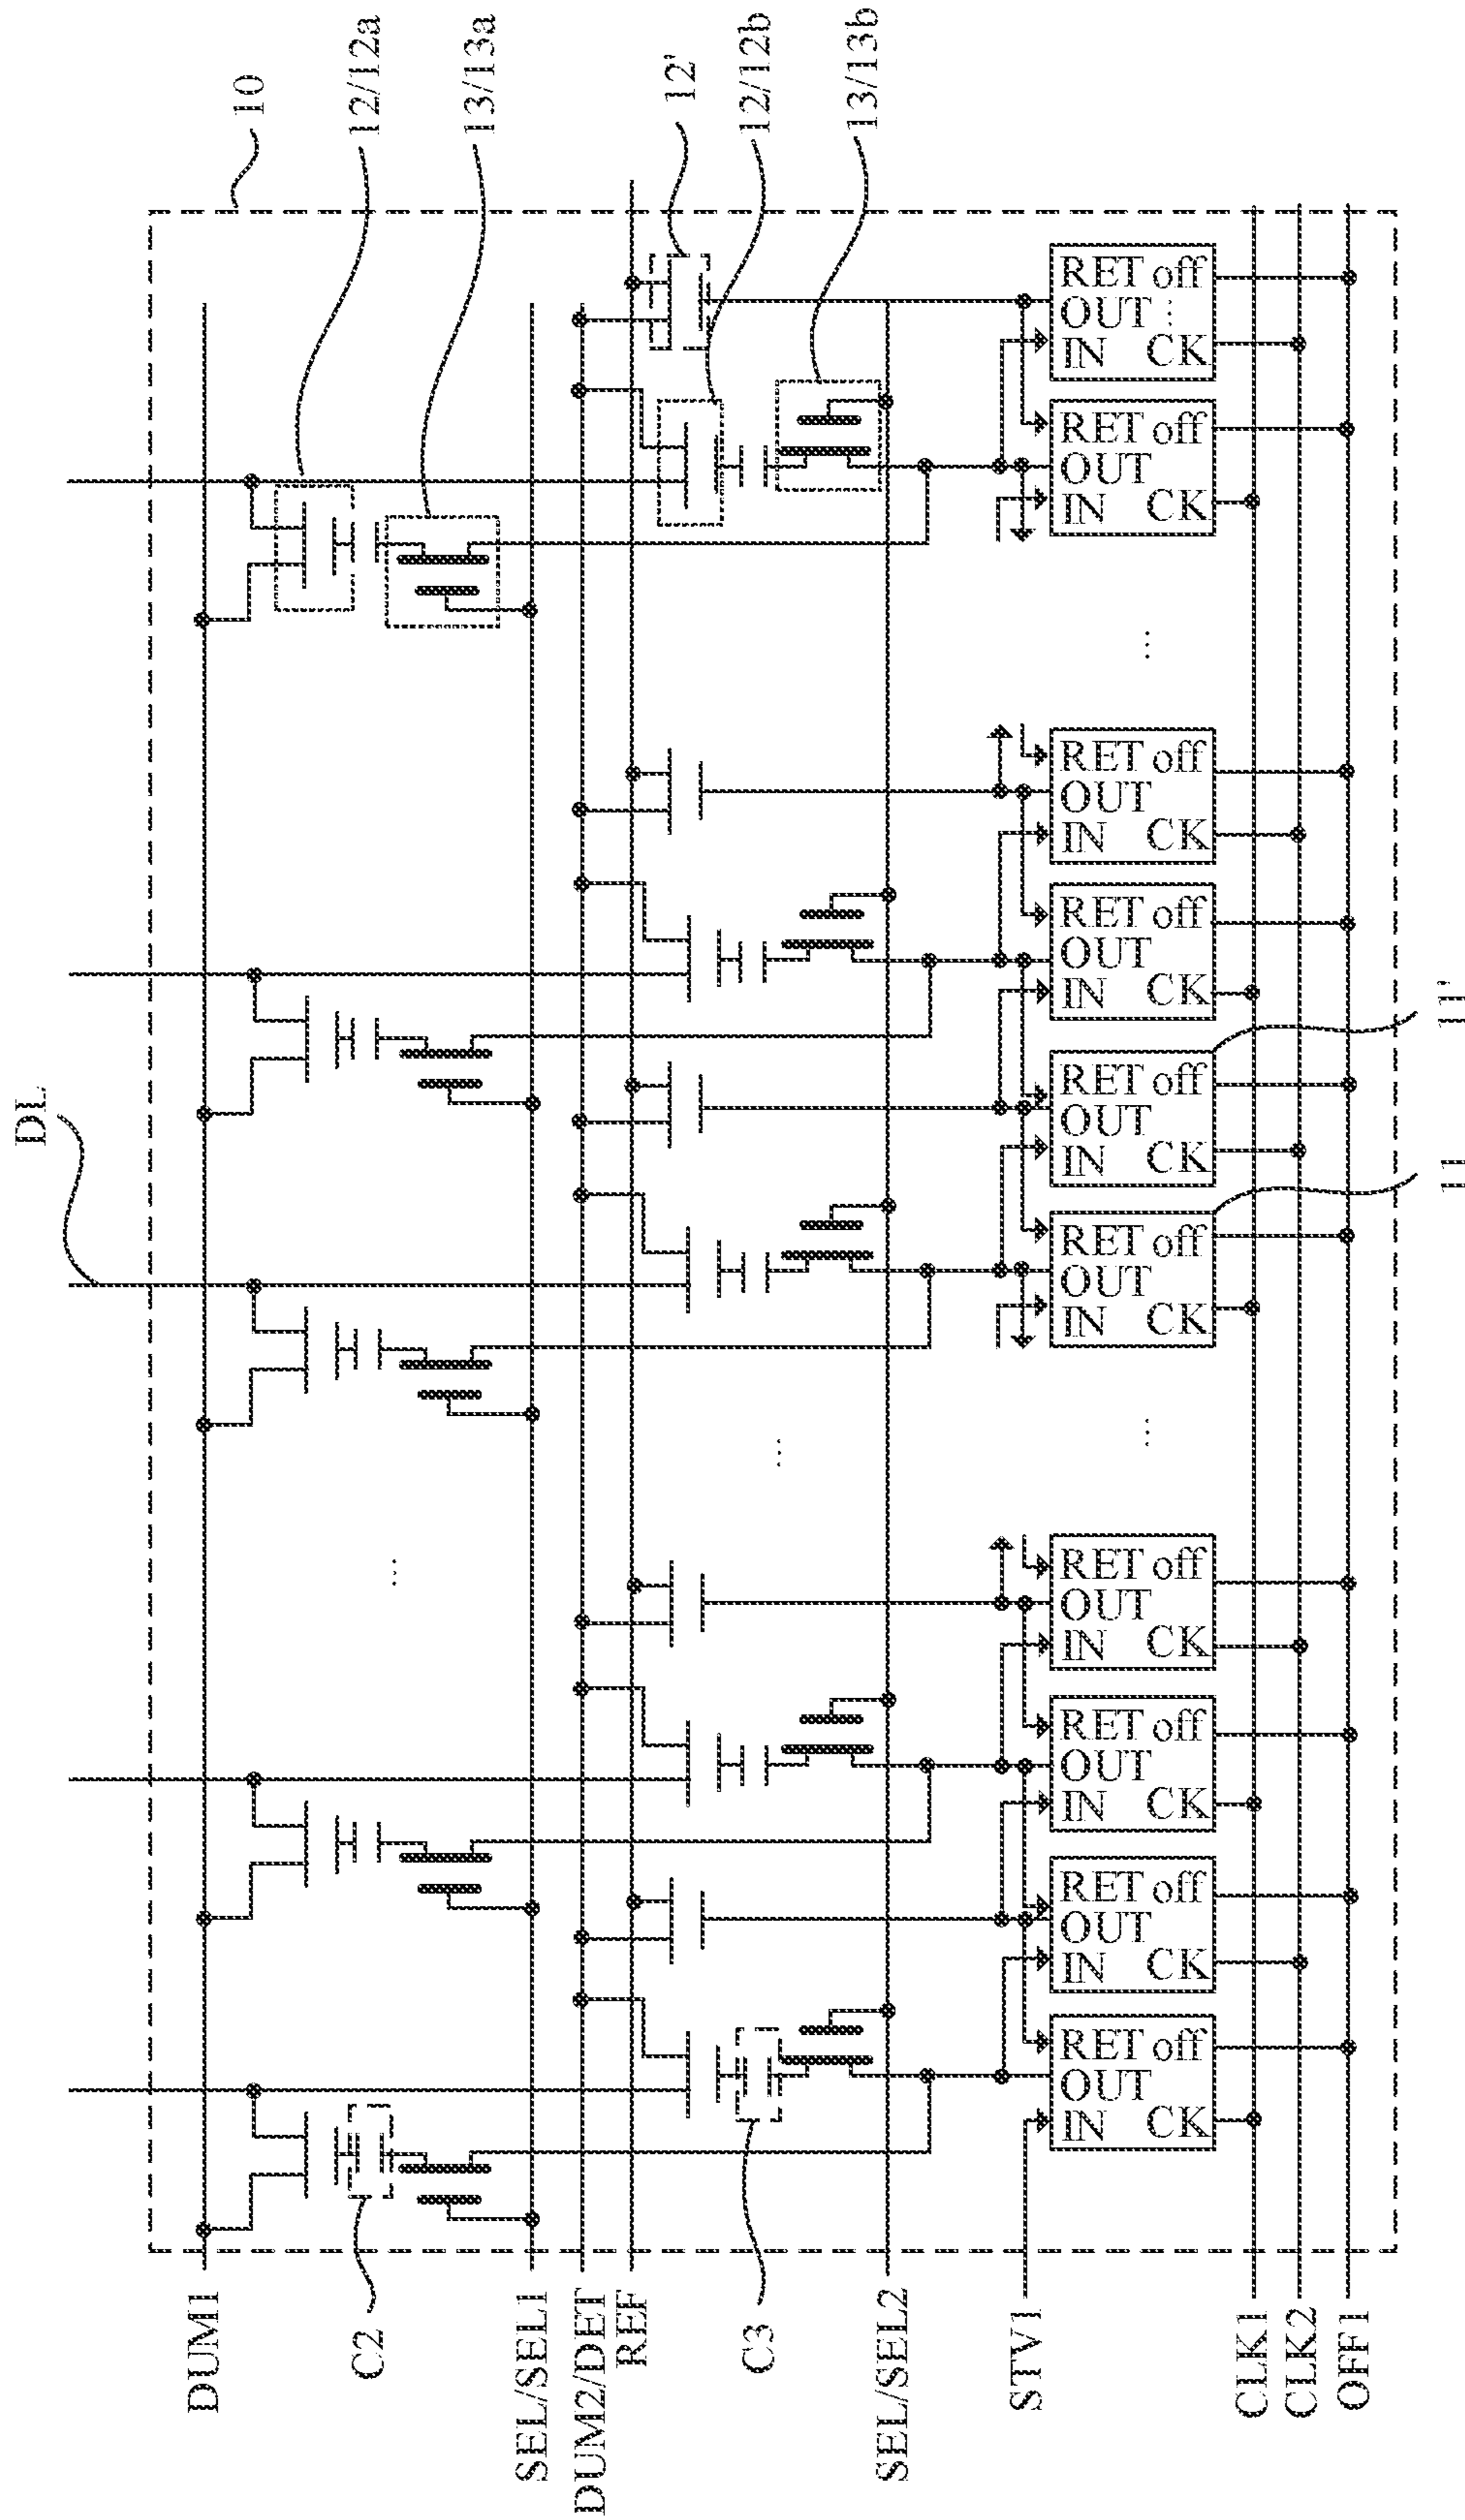 10
12/12a
13/13a
12'
12/12b
13/13b
DL
11'
11
DUM1
C2
SEL/SEL1
DUM2/DET
REF
C3
SEL/SEL2
STV1
CLK1
CLK2
OFF1
RET off
OUT ...
IN CK
RET off
OUT
IN CK
...
RET off
OUT
IN CK
RET off
OUT
IN CK
RET off
OUT
IN CK
RET off
OUT
IN CK
...
...
...
RET off
OUT
IN CK
RET off
OUT
IN CK
RET off
OUT
IN CK
RET off
OUT
IN CK